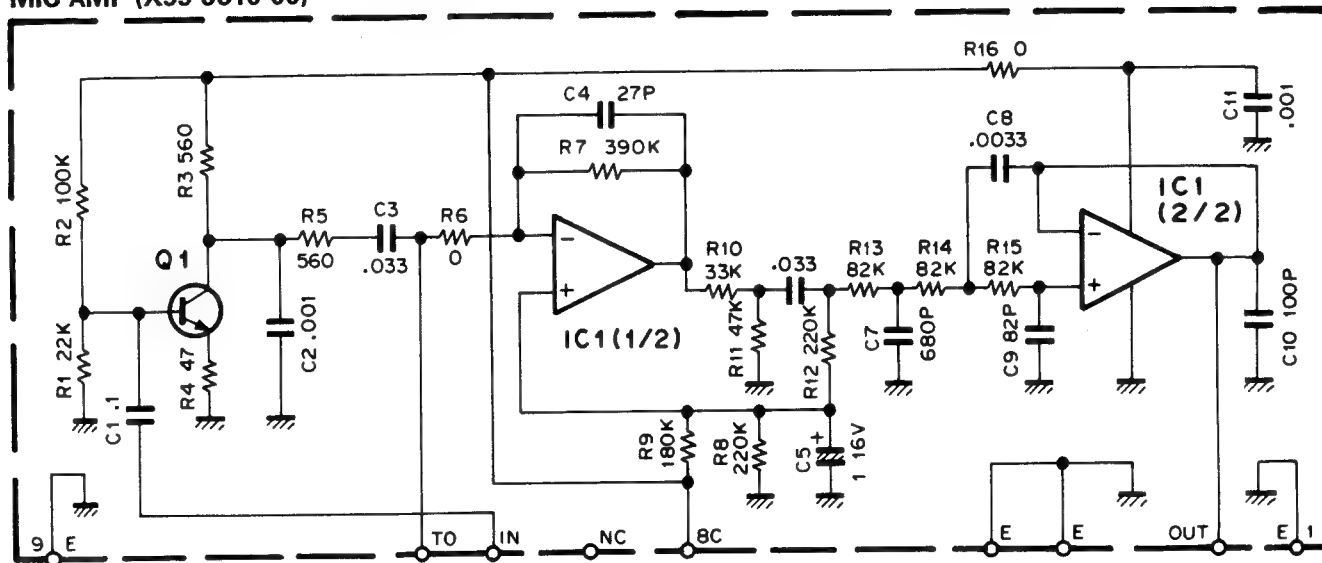 MIC AMP (X59-3310-00)
R16 0
C4 27P
R7 390K
C8
.0033
C11
.001
R2 100K
R3 560
R5
560
C3
.033
R6
0
IC1
(2/2)
Q1
R10
33K
.033
R13
82K
R14
82K
R15
82K
−
+
−
+
IC1(1/2)
R1 22K
R4 47
C2 .001
R11 47K
R12 220K
C7
680P
C9 82P
C10 100P
C1 .1
R9
180K
R8
220K
C5
+
1 16V
9 E
TO
IN
NC
8C
E
E
OUT
E 1